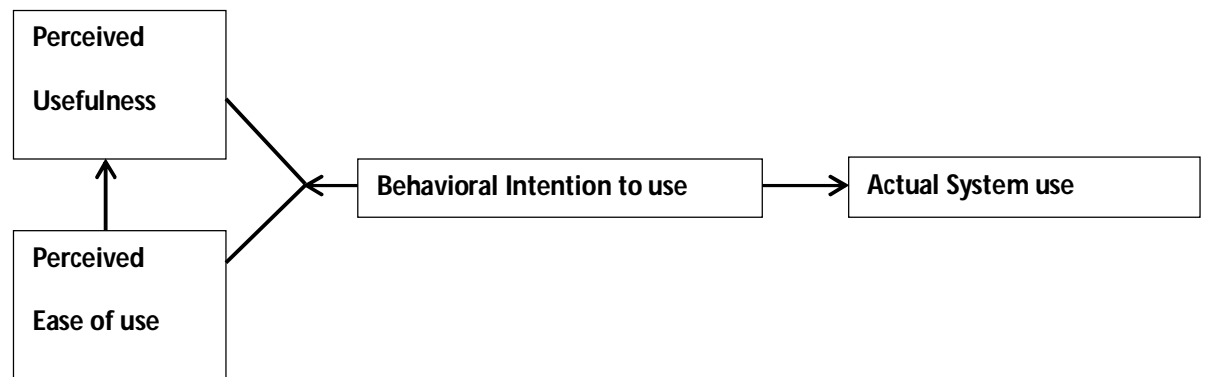 Perceived
Usefulness
Behavioral Intention to use
Actual System use
Perceived
Ease of use